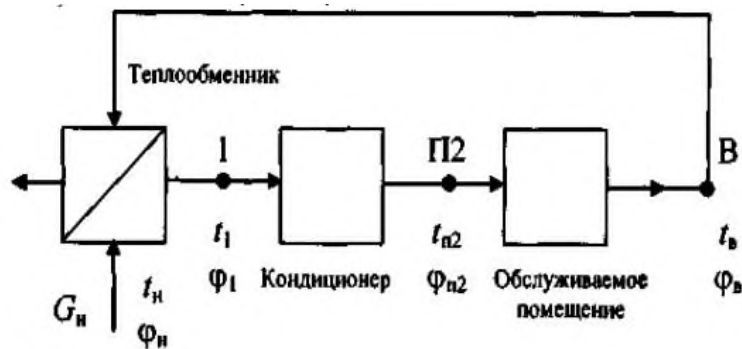 Теплообменник
1
П2
В
t₁
tп2
tв
φ₁
Кондиционер
φп2
Обслуживаемое
помещение
φв
Gн
tн
φн